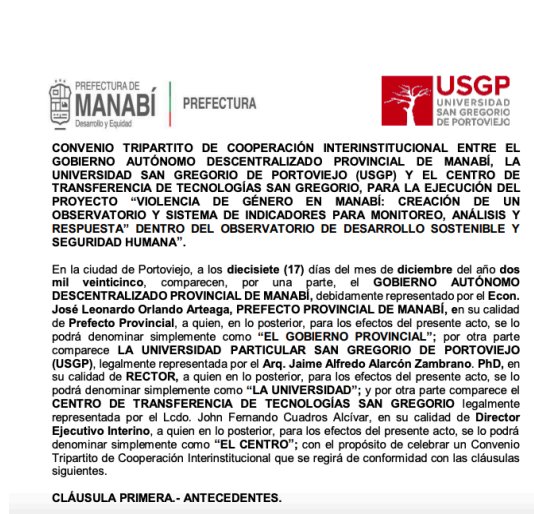 PREFECTURA DE
MANABÍ
Desarrollo y Equidad
PREFECTURA
USGP
UNIVERSIDAD
SAN GREGORIO
DE PORTOVIEJO
CONVENIO TRIPARTITO DE COOPERACIÓN INTERINSTITUCIONAL ENTRE EL
GOBIERNO AUTÓNOMO DESCENTRALIZADO PROVINCIAL DE MANABÍ, LA
UNIVERSIDAD SAN GREGORIO DE PORTOVIEJO (USGP) Y EL CENTRO DE
TRANSFERENCIA DE TECNOLOGÍAS SAN GREGORIO, PARA LA EJECUCIÓN DEL
PROYECTO “VIOLENCIA DE GÉNERO EN MANABÍ: CREACIÓN DE UN
OBSERVATORIO Y SISTEMA DE INDICADORES PARA MONITOREO, ANÁLISIS Y
RESPUESTA” DENTRO DEL OBSERVATORIO DE DESARROLLO SOSTENIBLE Y
SEGURIDAD HUMANA”.
En la ciudad de Portoviejo, a los diecisiete (17) días del mes de diciembre del año dos
mil veinticinco, comparecen, por una parte, el GOBIERNO AUTÓNOMO
DESCENTRALIZADO PROVINCIAL DE MANABÍ, debidamente representado por el Econ.
José Leonardo Orlando Arteaga, PREFECTO PROVINCIAL DE MANABÍ, en su calidad
de Prefecto Provincial, a quien, en lo posterior, para los efectos del presente acto, se lo
podrá denominar simplemente como “EL GOBIERNO PROVINCIAL”; por otra parte
comparece LA UNIVERSIDAD PARTICULAR SAN GREGORIO DE PORTOVIEJO
(USGP), legalmente representada por el Arq. Jaime Alfredo Alarcón Zambrano. PhD, en
su calidad de RECTOR, a quien en lo posterior, para los efectos del presente acto, se lo
podrá denominar simplemente como “LA UNIVERSIDAD”; y por otra parte comparece el
CENTRO DE TRANSFERENCIA DE TECNOLOGÍAS SAN GREGORIO legalmente
representada por el Lcdo. John Fernando Cuadros Alcívar, en su calidad de Director
Ejecutivo Interino, a quien en lo posterior, para los efectos del presente acto, se lo podrá
denominar simplemente como “EL CENTRO”; con el propósito de celebrar un Convenio
Tripartito de Cooperación Interinstitucional que se regirá de conformidad con las cláusulas
siguientes.
CLÁUSULA PRIMERA.- ANTECEDENTES.